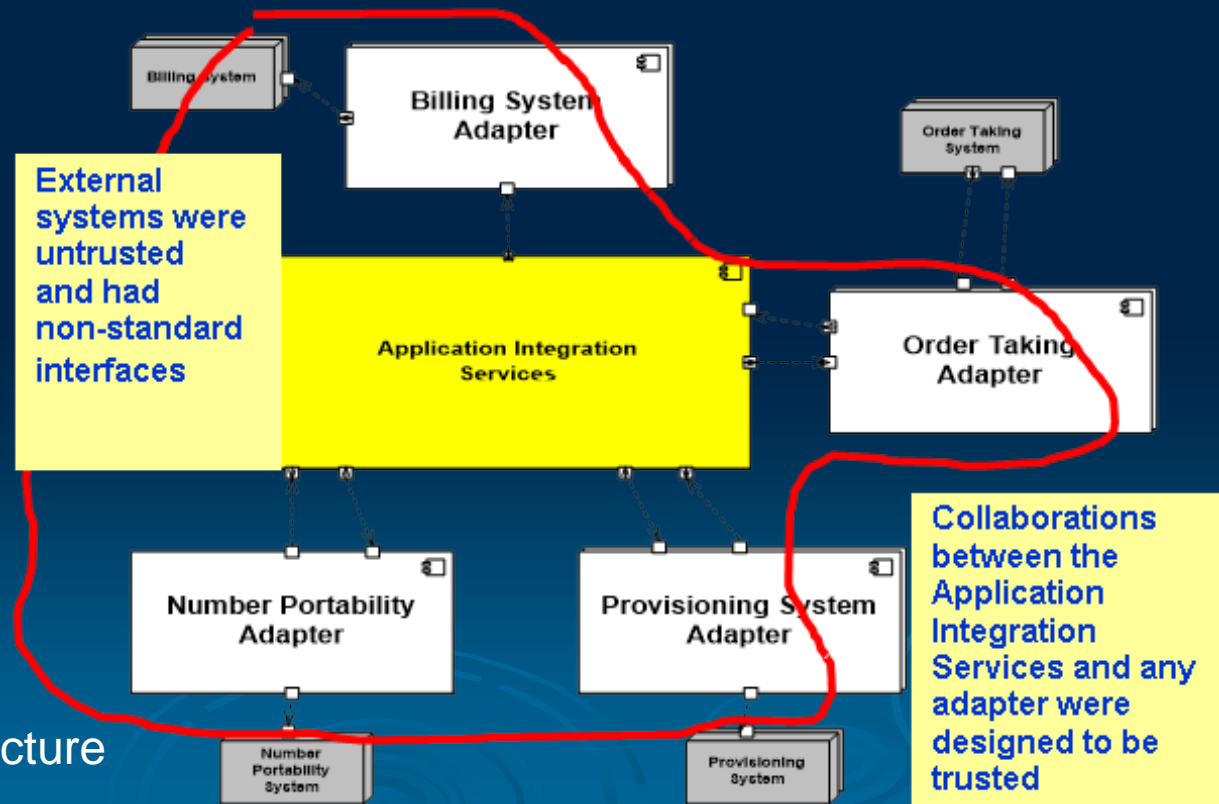 Billing System
Billing System
Adapter
Order Taking
System
External
systems were
untrusted
and had
non-standard
interfaces
Application Integration
Services
Order Taking
Adapter
Number Portability
Adapter
Provisioning System
Adapter
Collaborations
between the
Application
Integration
Services and any
adapter were
designed to be
trusted
cture
Number
Portability
System
Provisioning
System